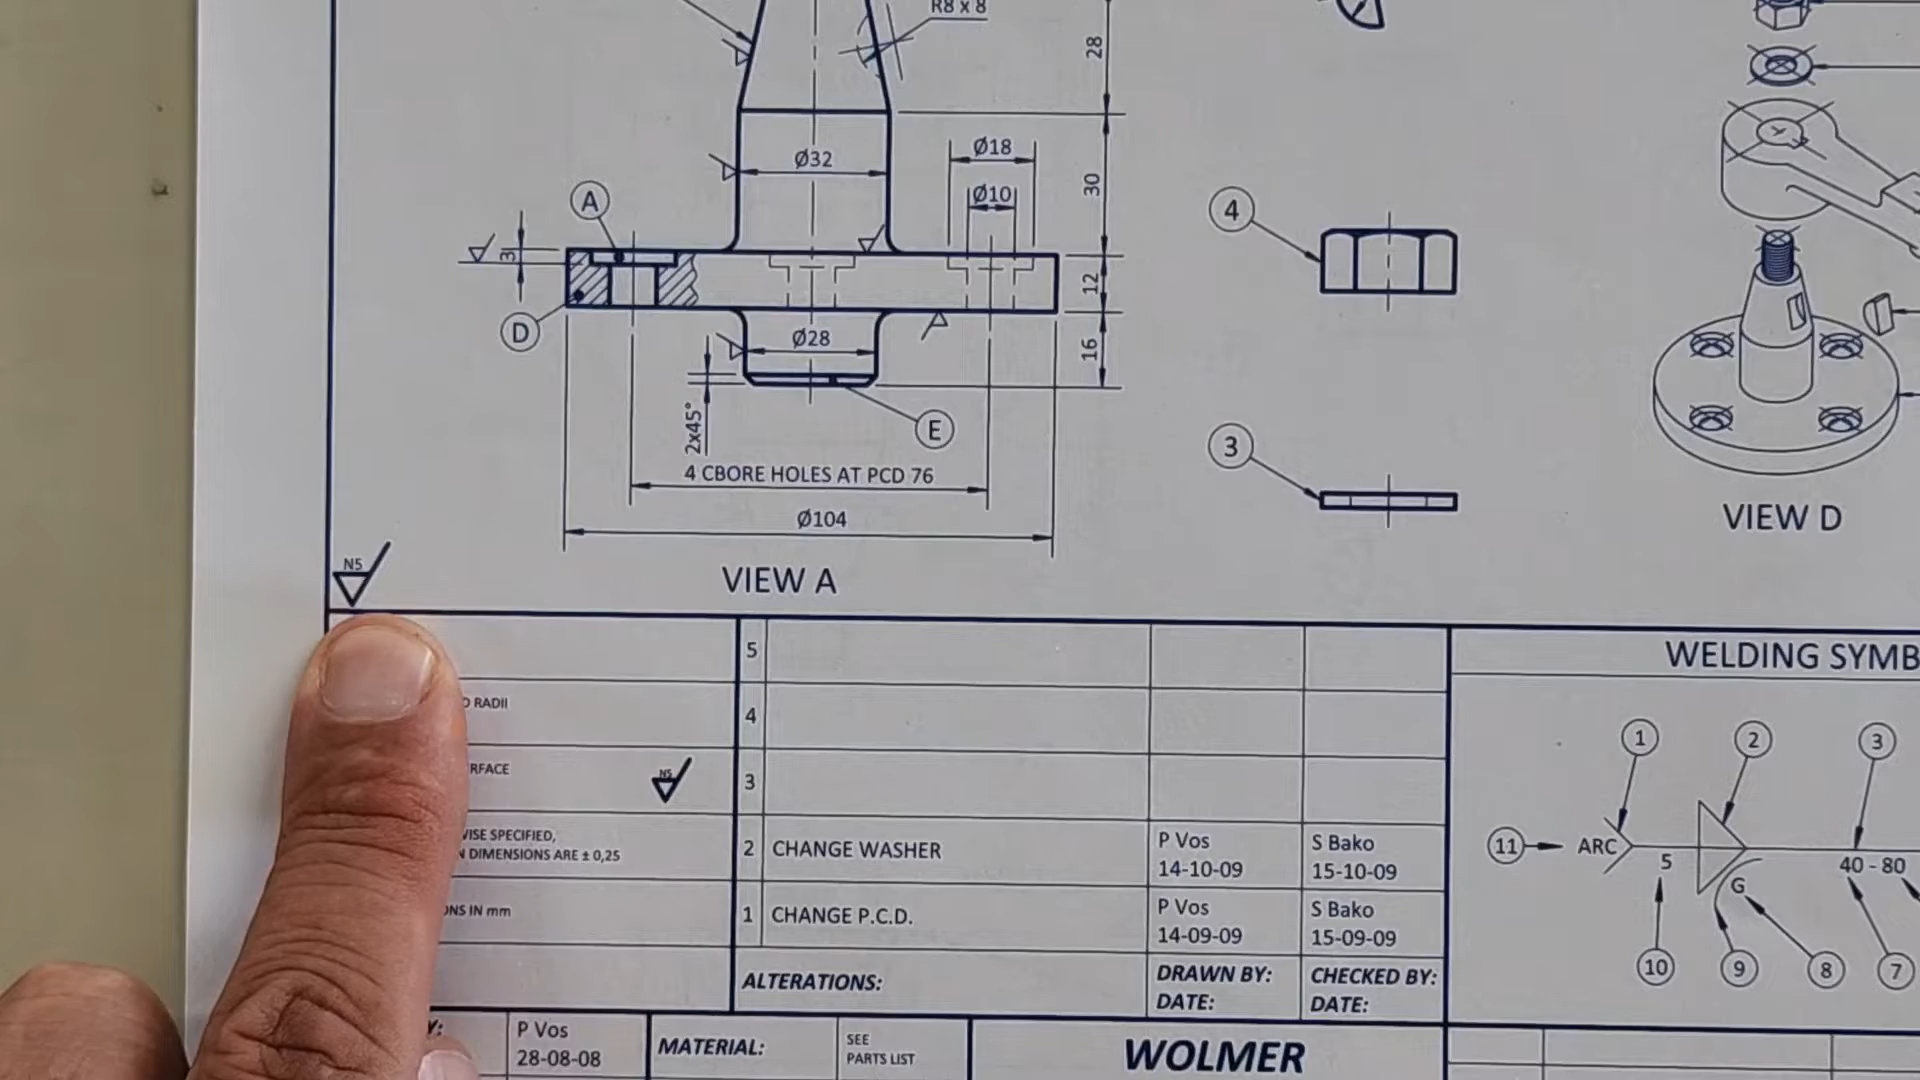 R8 x 8
28
Ø32
Ø18
Ø10
30
A
3
12
D
Ø28
16
2x45°
E
4 CBORE HOLES AT PCD 76
Ø104
4
3
VIEW D
N5
VIEW A
5
RADII
4
N5
3
SPECIFIED,
DIMENSIONS ARE ± 0,25
2 CHANGE WASHER P Vos 14-10-09 S Bako 15-10-09
IN mm
1 CHANGE P.C.D. P Vos 14-09-09 S Bako 15-09-09
ALTERATIONS: DRAWN BY: DATE: CHECKED BY: DATE:
P Vos
28-08-08
MATERIAL:
SEE
PARTS LIST
WOLMER
WELDING
1 2 3
11 ARC 5 G 40 - 80
10 9 8 7